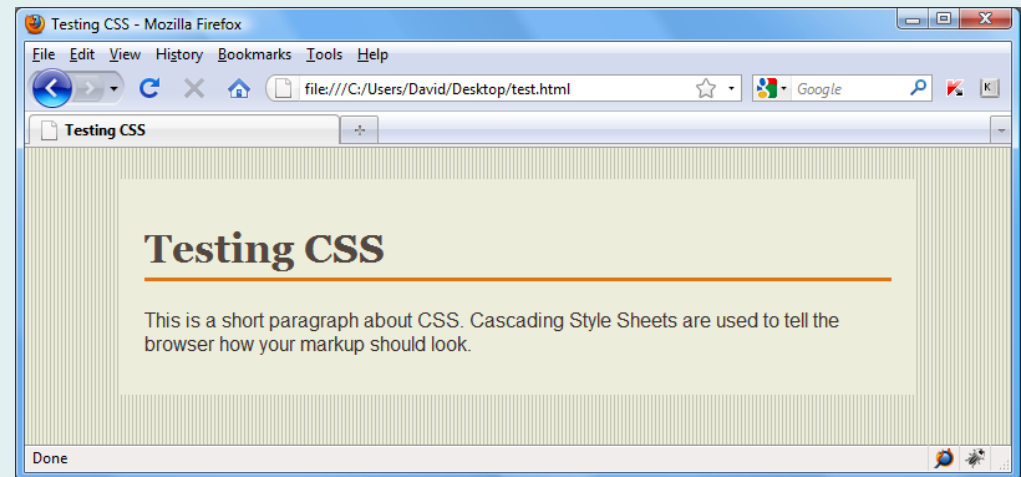 Testing CSS - Mozilla Firefox
File Edit View History Bookmarks Tools Help
file:///C:/Users/David/Desktop/test.html Google K
Testing CSS
Testing CSS
This is a short paragraph about CSS. Cascading Style Sheets are used to tell the
browser how your markup should look.
Done